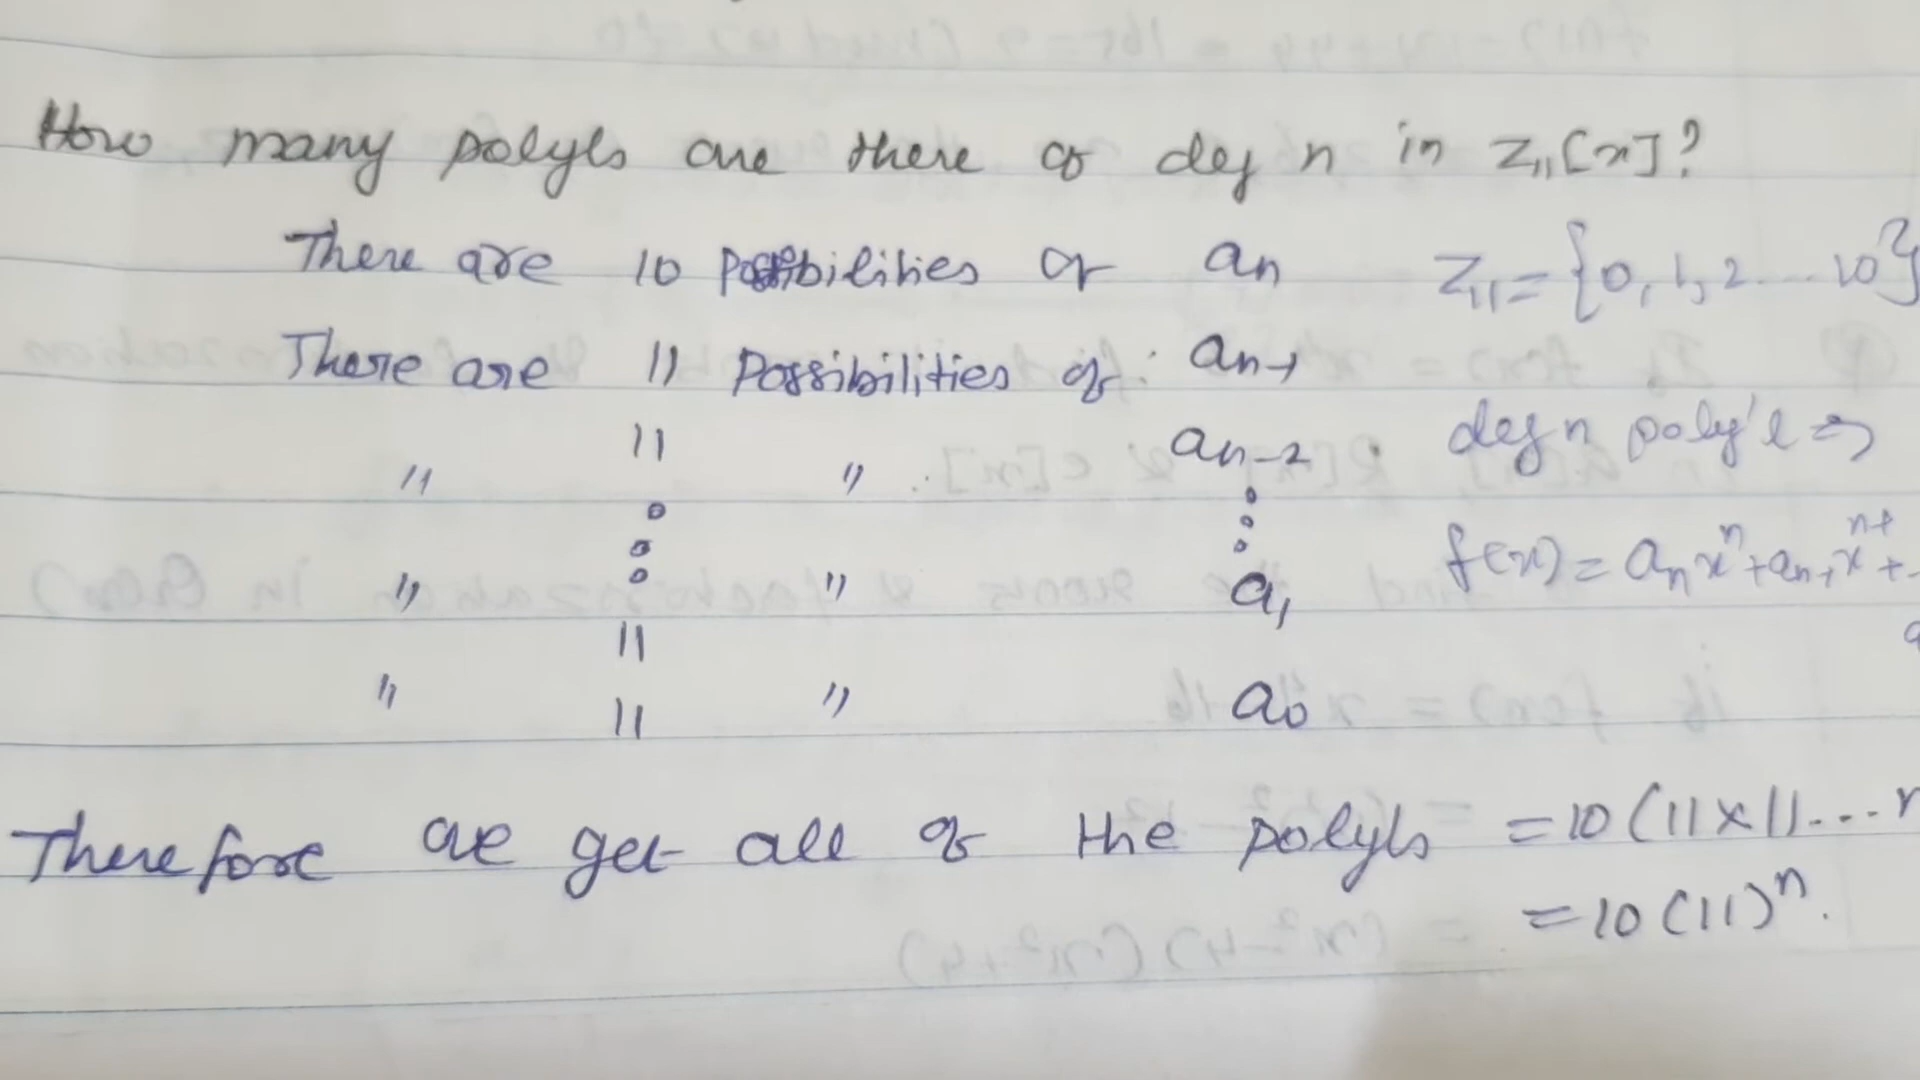 How many polyls are there of deg n in Z₁₁[x]?
There are 10 possibilities of aₙ Z₁₁ = {0, 1, 2 ... 10}
There are 11 Possibilities of aₙ₋₁
" 11 " aₙ₋₂ deg n poly'l ⇒
" " a₁ f(x) = aₙxⁿ + aₙ₋₁xⁿ⁻¹ + .
11
" 11 " a₀
Therefore we get all of the polyls = 10 (11 x 11 ... n
= 10 (11)ⁿ.